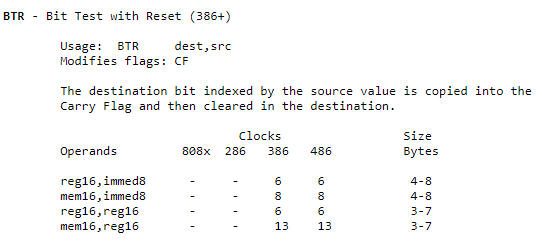 BTR - Bit Test with Reset (386+)
Usage: BTR dest,src
Modifies flags: CF
The destination bit indexed by the source value is copied into the
Carry Flag and then cleared in the destination.
Clocks Size
Operands 808x 286 386 486 Bytes
reg16,immed8 - - 6 6 4-8
mem16,immed8 - - 8 8 4-8
reg16,reg16 - - 6 6 3-7
mem16,reg16 - - 13 13 3-7